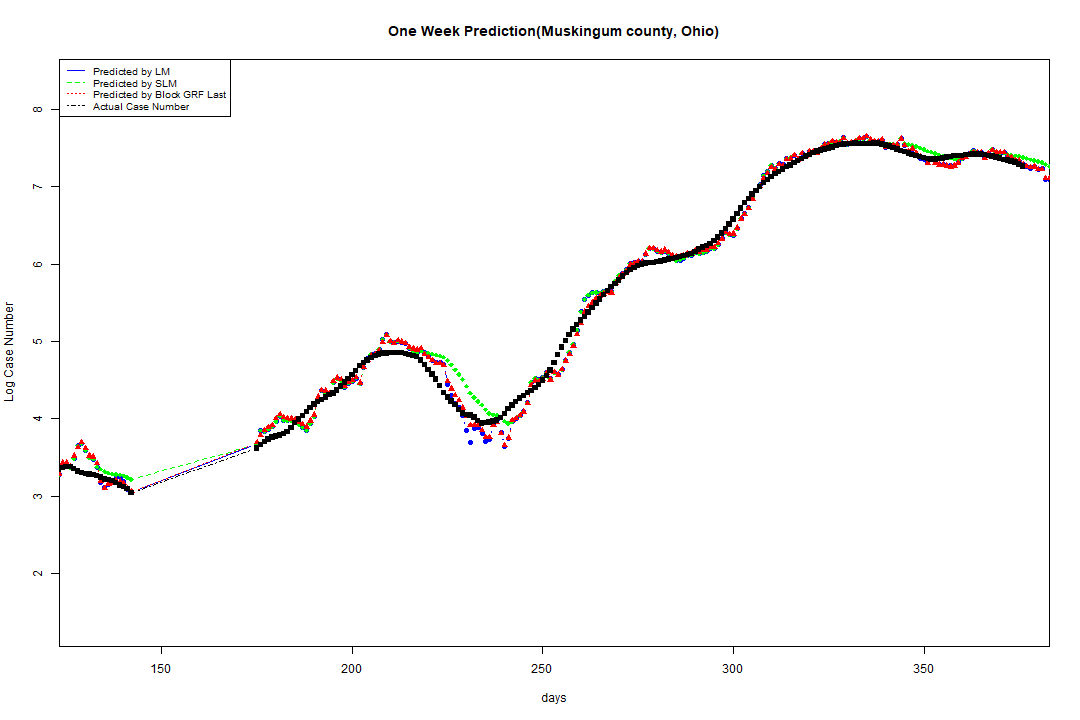 One Week Prediction(Muskingum county, Ohio)
Predicted by LM
Predicted by SLM
Predicted by Block GRF Last
Actual Case Number
8
7
6
5
4
3
2
Log Case Number
150 200 250 300 350
days